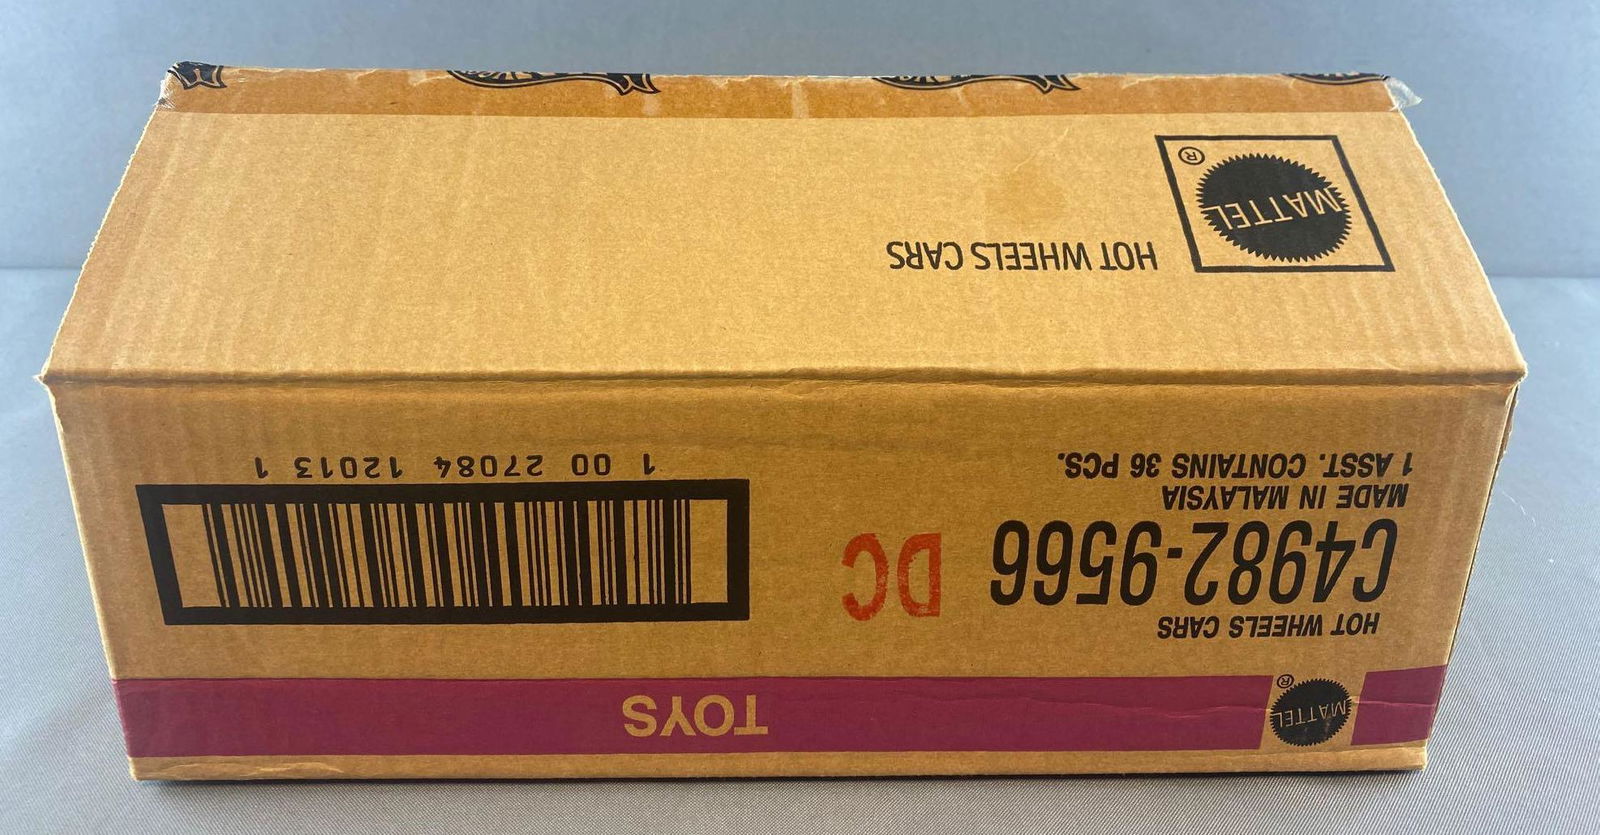 MATTEL
®
HOT WHEELS CARS
MATTEL
®
TOYS
HOT WHEELS CARS
C4982-9566
MADE IN MALAYSIA
1 ASST. CONTAINS 36 PCS.
DC
1 00 27084 12013 1